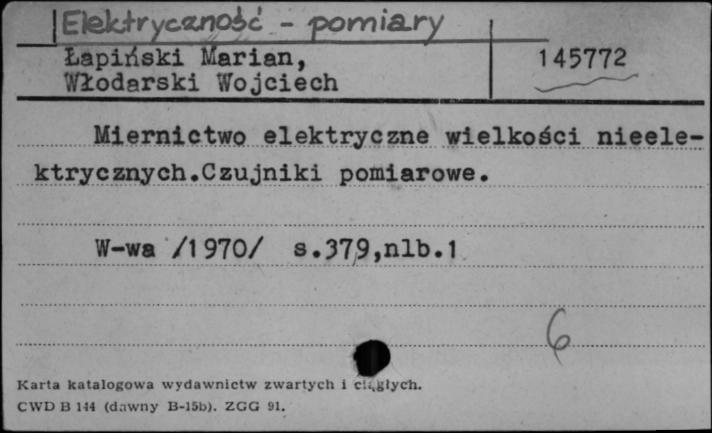 Elektryczność - pomiary
Łapiński Marian,
Włodarski Wojciech
145772
Miernictwo elektryczne wielkości nieele-
ktrycznych.Czujniki pomiarowe.
W-wa /1970/ s.379,nlb.1
6
Karta katalogowa wydawnictw zwartych i ciągłych.
CWD B 144 (dawny B-15b). ZGG 91.